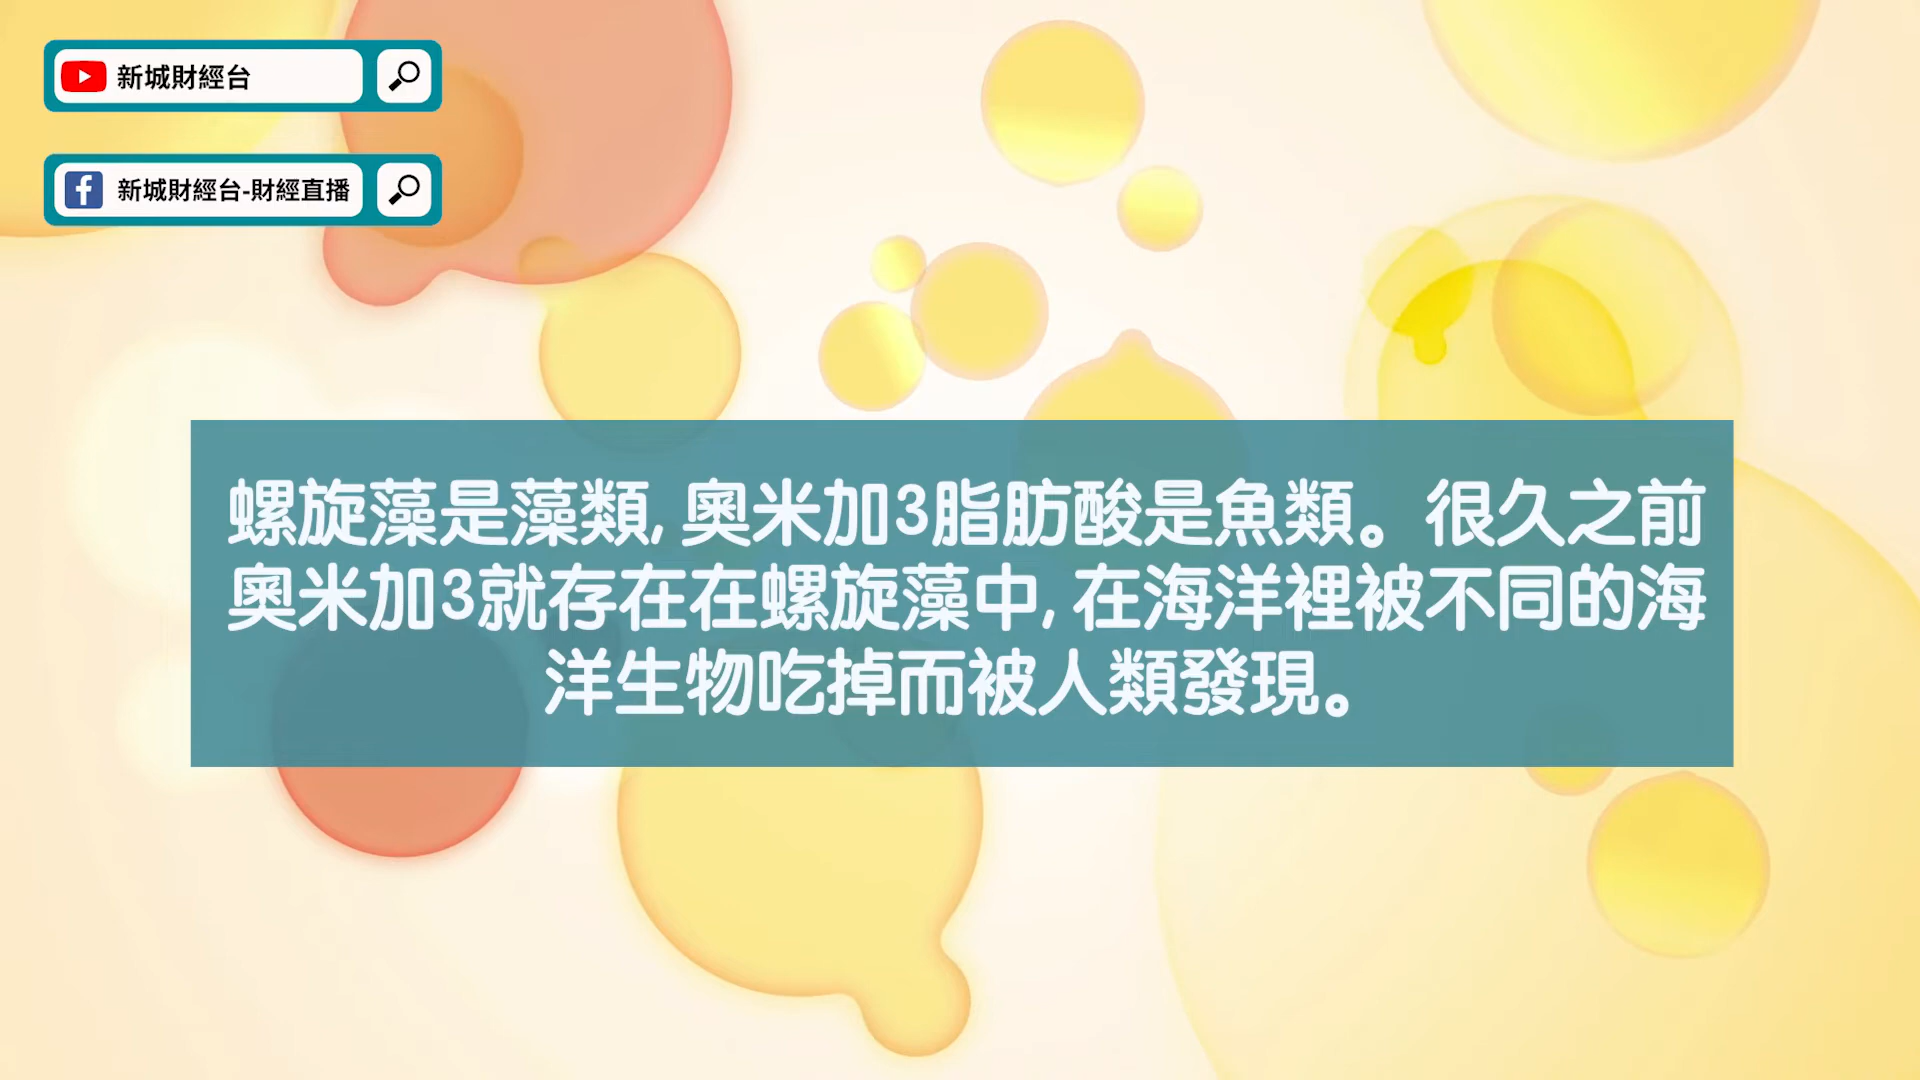 新城財經台
新城財經台-財經直播
螺旋藻是藻類, 奧米加3脂肪酸是魚類。很久之前
奧米加3就存在在螺旋藻中, 在海洋裡被不同的海
洋生物吃掉而被人類發現。